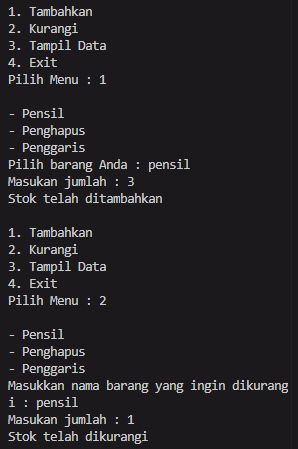 1. Tambahkan
2. Kurangi
3. Tampil Data
4. Exit
Pilih Menu : 1

- Pensil
- Penghapus
- Penggaris
Pilih barang Anda : pensil
Masukan jumlah : 3
Stok telah ditambahkan

1. Tambahkan
2. Kurangi
3. Tampil Data
4. Exit
Pilih Menu : 2

- Pensil
- Penghapus
- Penggaris
Masukkan nama barang yang ingin dikurang
i : pensil
Masukan jumlah : 1
Stok telah dikurangi